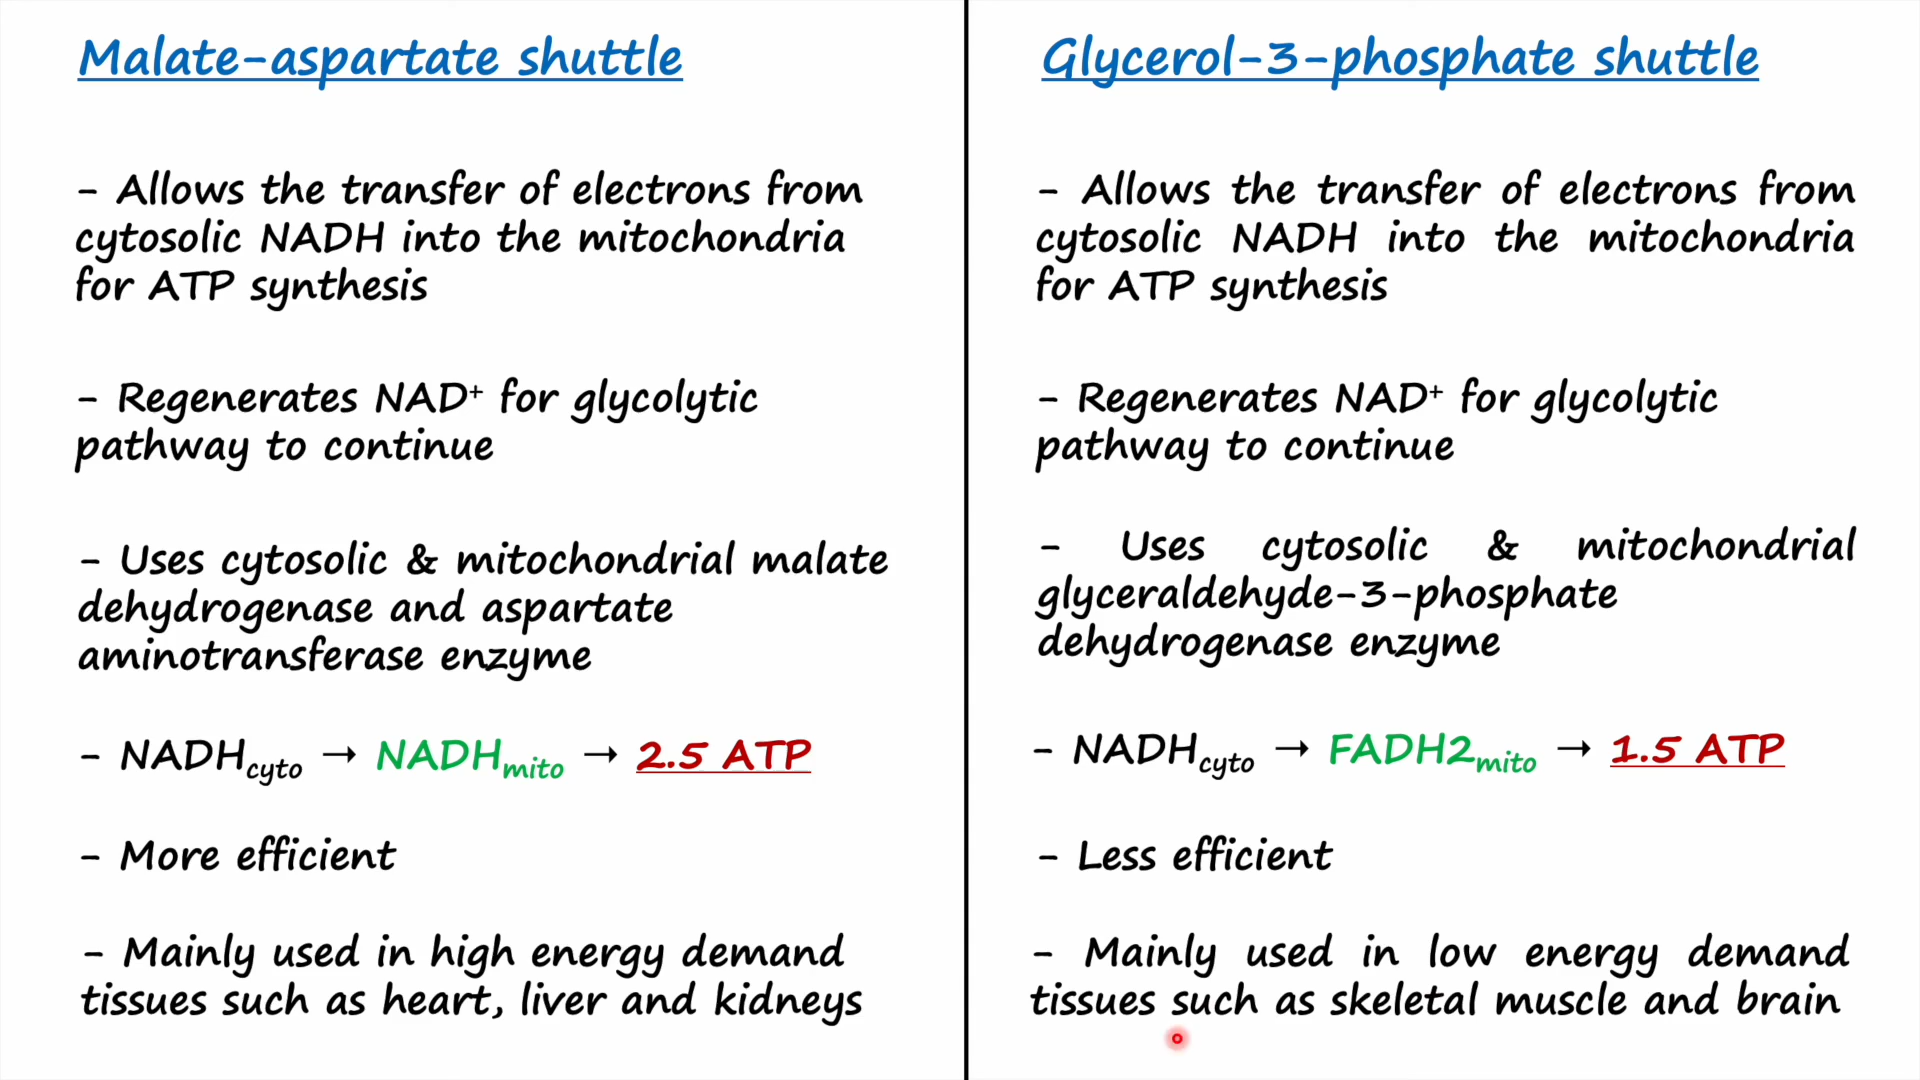 Malate-aspartate shuttle
- Allows the transfer of electrons from
cytosolic NADH into the mitochondria
for ATP synthesis
- Regenerates NAD⁺ for glycolytic
pathway to continue
- Uses cytosolic & mitochondrial malate
dehydrogenase and aspartate
aminotransferase enzyme
- NADHcyto → NADHmito → 2.5 ATP
- More efficient
- Mainly used in high energy demand
tissues such as heart, liver and kidneys
Glycerol-3-phosphate shuttle
- Allows the transfer of electrons from
cytosolic NADH into the mitochondria
for ATP synthesis
- Regenerates NAD⁺ for glycolytic
pathway to continue
- Uses cytosolic & mitochondrial
glyceraldehyde-3-phosphate
dehydrogenase enzyme
- NADHcyto → FADH2mito → 1.5 ATP
- Less efficient
- Mainly used in low energy demand
tissues such as skeletal muscle and brain